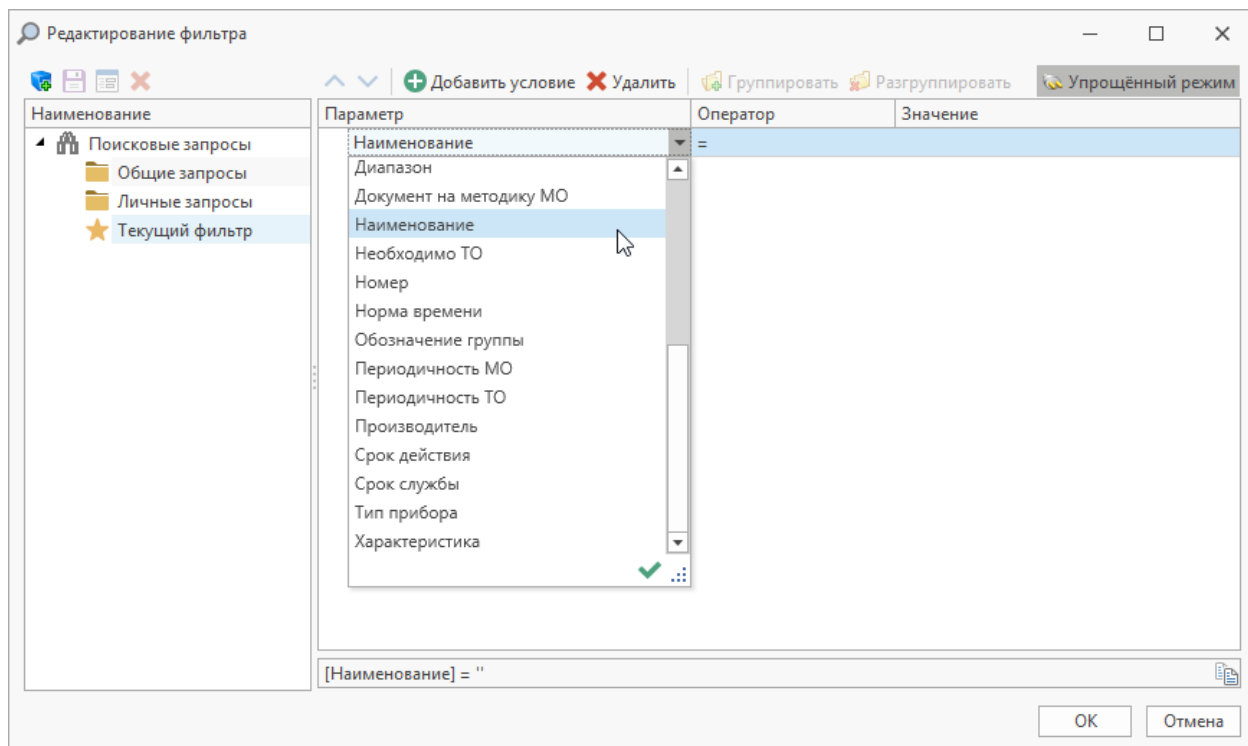 Редактирование фильтра
Добавить условие Удалить Группировать Разгруппировать Упрощённый режим
Наименование Параметр Оператор Значение
Поисковые запросы
Общие запросы
Личные запросы
Текущий фильтр
Наименование =
Диапазон
Документ на методику МО
Наименование
Необходимо ТО
Номер
Норма времени
Обозначение группы
Периодичность МО
Периодичность ТО
Производитель
Срок действия
Срок службы
Тип прибора
Характеристика
[Наименование] = ''
ОК Отмена